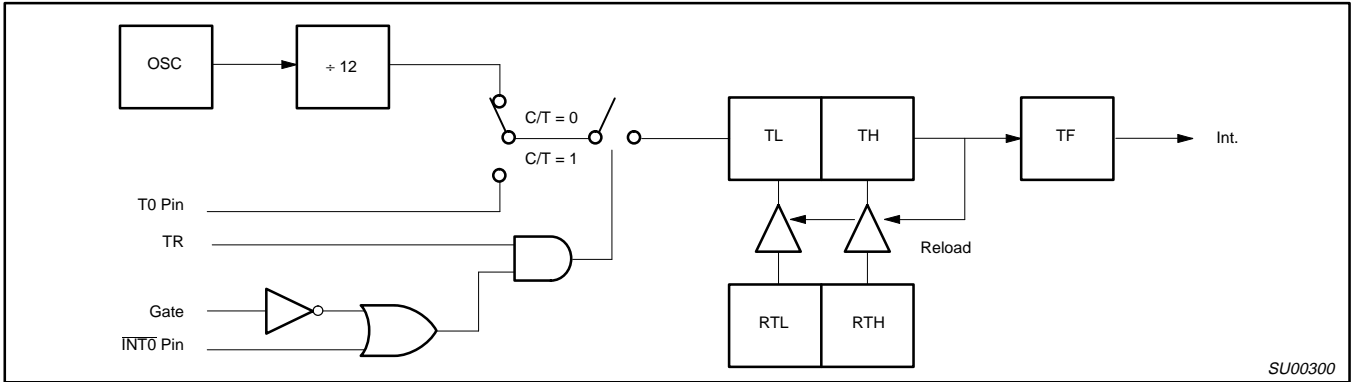 OSC
÷ 12
C/T = 0
C/T = 1
TL
TH
TF
Int.
T0 Pin
TR
Reload
Gate
INT0 Pin
RTL
RTH
SU00300